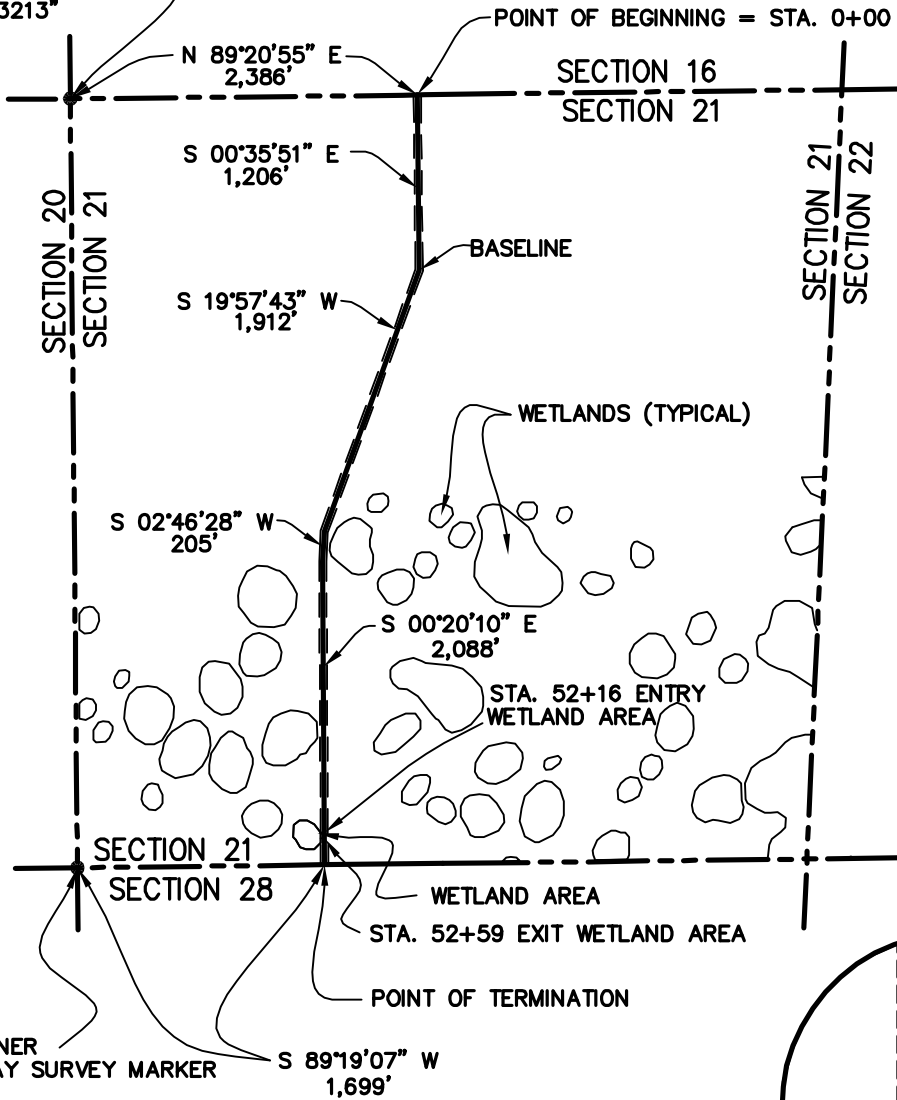 3213"
POINT OF BEGINNING = STA. 0+00
N 89°20'55" E
2,386'
SECTION 16
SECTION 21
S 00°35'51" E
1,206'
SECTION 20
SECTION 21
SECTION 21
SECTION 22
BASELINE
S 19°57'43" W
1,912'
WETLANDS (TYPICAL)
S 02°46'28" W
205'
S 00°20'10" E
2,088'
STA. 52+16 ENTRY
WETLAND AREA
SECTION 21
SECTION 28
WETLAND AREA
STA. 52+59 EXIT WETLAND AREA
POINT OF TERMINATION
NER
AY SURVEY MARKER
S 89°19'07" W
1,699'